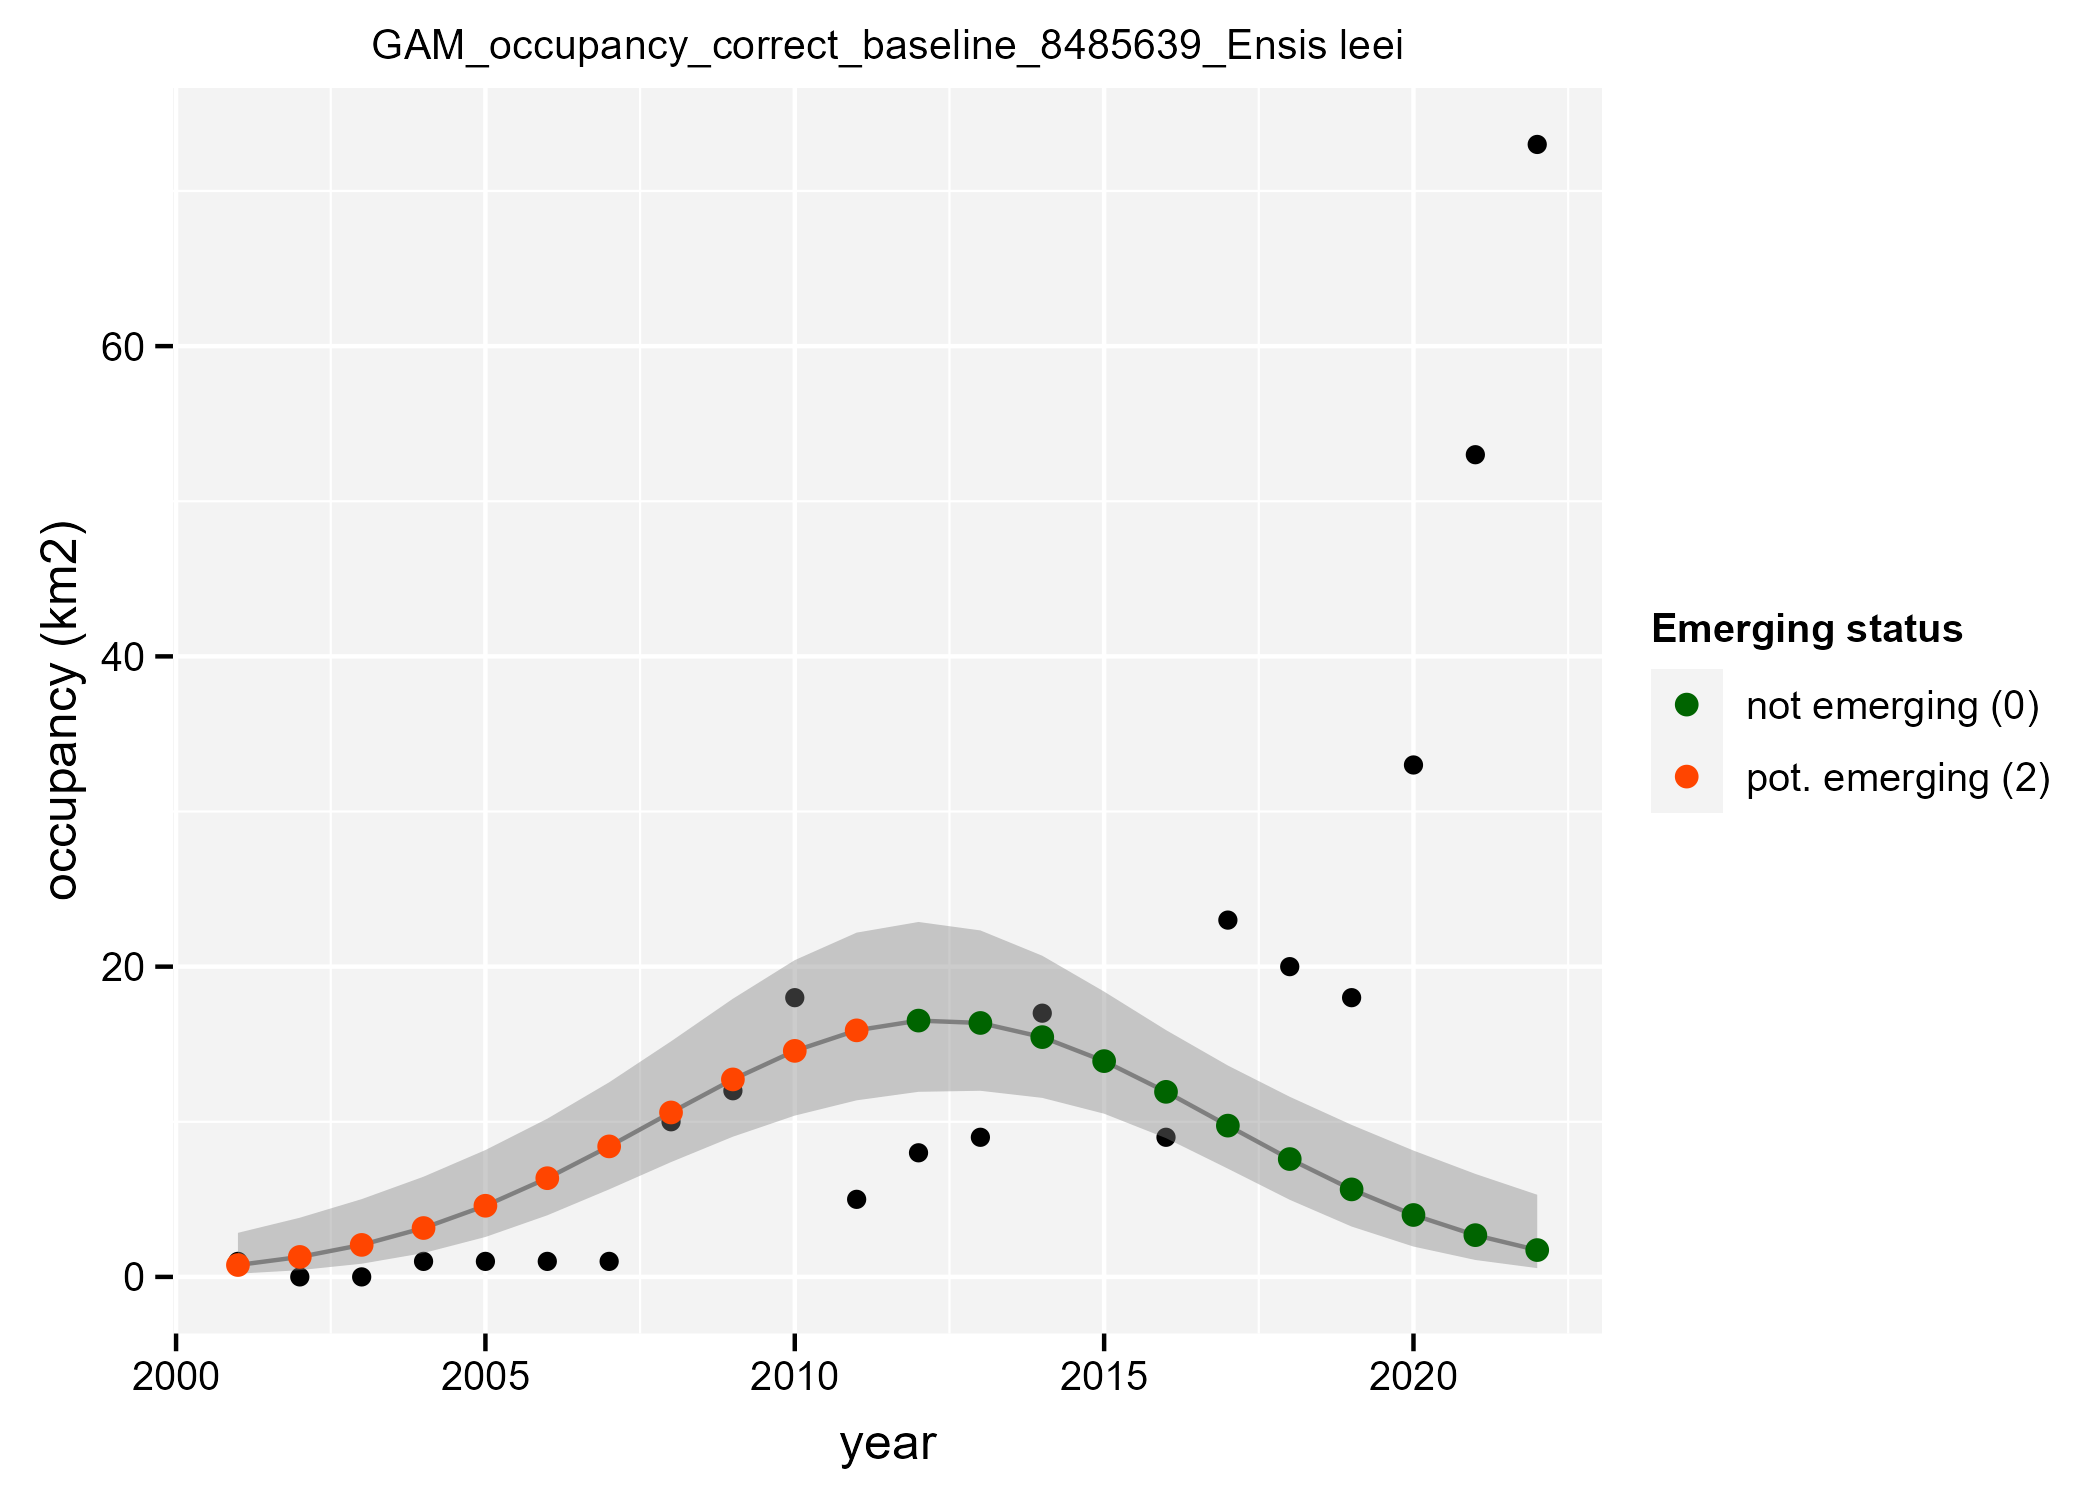 GAM_occupancy_correct_baseline_8485639_Ensis leei
occupancy (km2)
60
40
20
0
2000 2005 2010 2015 2020
year
Emerging status
not emerging (0)
pot. emerging (2)